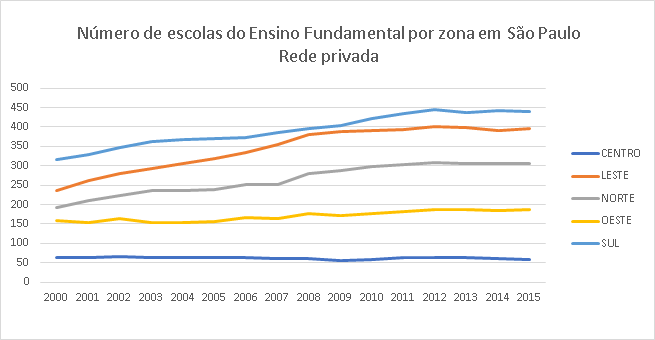 Número de escolas do Ensino Fundamental por zona em São Paulo
Rede privada
500
450
400
350
300
250
200
150
100
50
0
2000 2001 2002 2003 2004 2005 2006 2007 2008 2009 2010 2011 2012 2013 2014 2015
CENTRO
LESTE
NORTE
OESTE
SUL